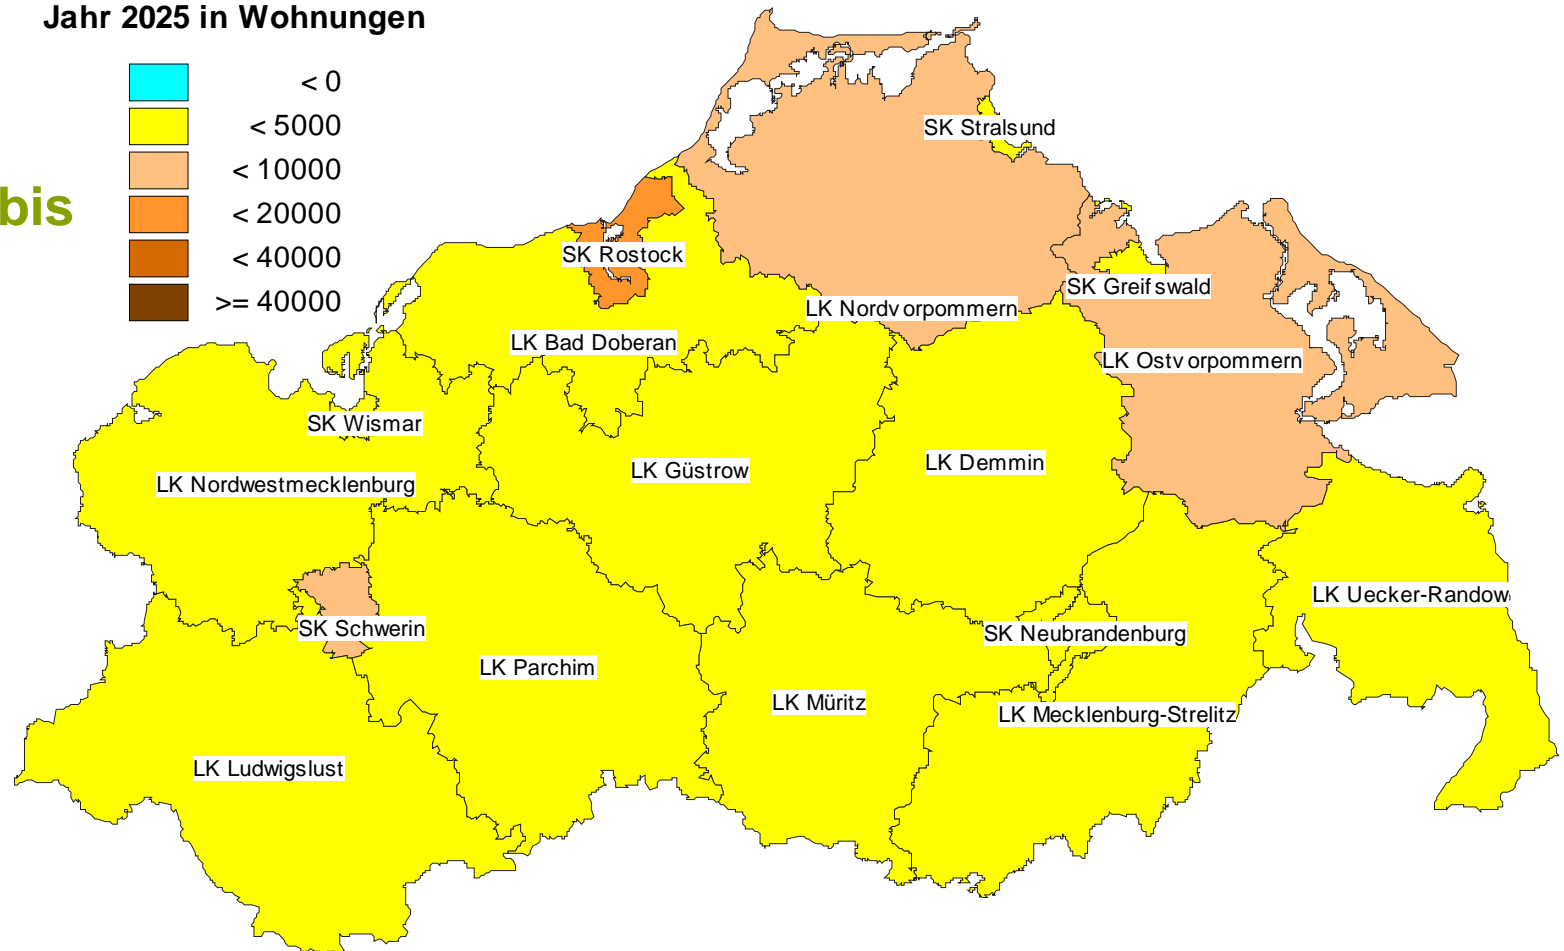 Jahr 2025 in Wohnungen
< 0
< 5000
< 10000
bis
< 20000
< 40000
>= 40000
SK Stralsund
SK Rostock
SK Greifswald
LK Nordvorpommern
LK Bad Doberan
LK Ostvorpommern
SK Wismar
LK Demmin
LK Güstrow
LK Nordwestmecklenburg
LK Uecker-Randow
SK Schwerin
SK Neubrandenburg
LK Parchim
LK Müritz
LK Mecklenburg-Strelitz
LK Ludwigslust